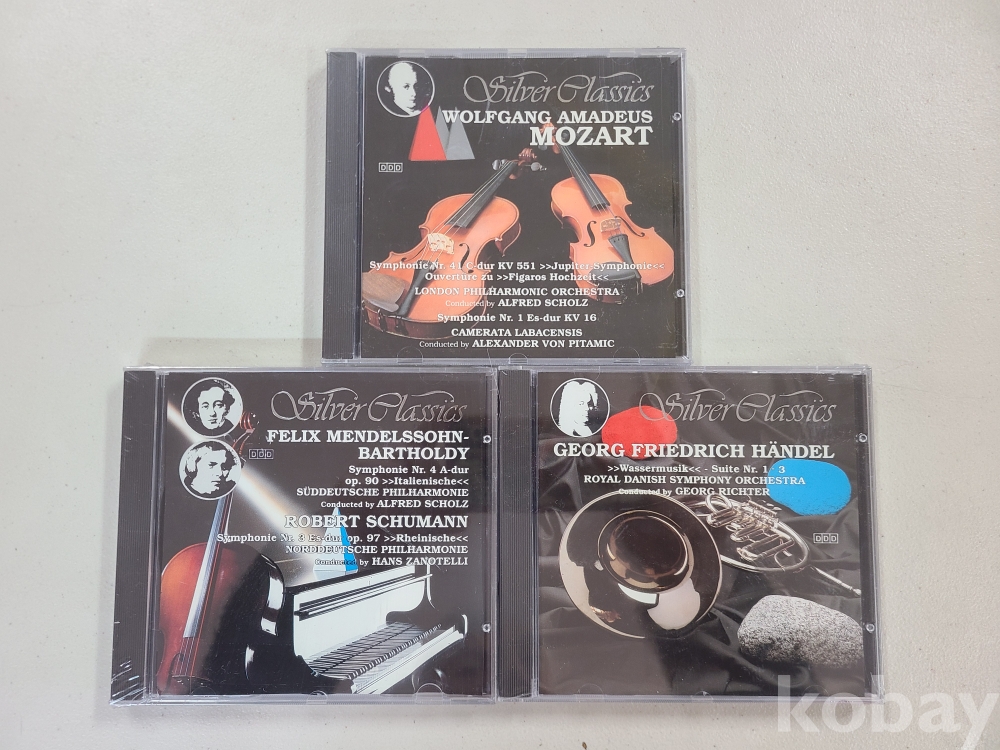 Silver Classics
WOLFGANG AMADEUS
MOZART
DDD
Symphonie Nr. 41 C-dur KV 551 >>Jupiter-Symphonie<<
Ouvertüre zu >>Figaros Hochzeit<<
LONDON PHILHARMONIC ORCHESTRA
Conducted by ALFRED SCHOLZ
Symphonie Nr. 1 Es-dur KV 16
CAMERATA LABACENSIS
Conducted by ALEXANDER VON PITAMIC
Silver Classics
FELIX MENDELSSOHN-
BARTHOLDY
DDD
Symphonie Nr. 4 A-dur
op. 90 >>Italienische<<
SÜDDEUTSCHE PHILHARMONIE
Conducted by ALFRED SCHOLZ
ROBERT SCHUMANN
Symphonie Nr. 3 Es-dur op. 97 >>Rheinische<<
NORDDEUTSCHE PHILHARMONIE
Conducted by HANS ZANOTELLI
Silver Classics
GEORG FRIEDRICH HÄNDEL
>>Wassermusik<< - Suite Nr. 1 - 3
ROYAL DANISH SYMPHONY ORCHESTRA
Conducted by GEORG RICHTER
DDD
kobay